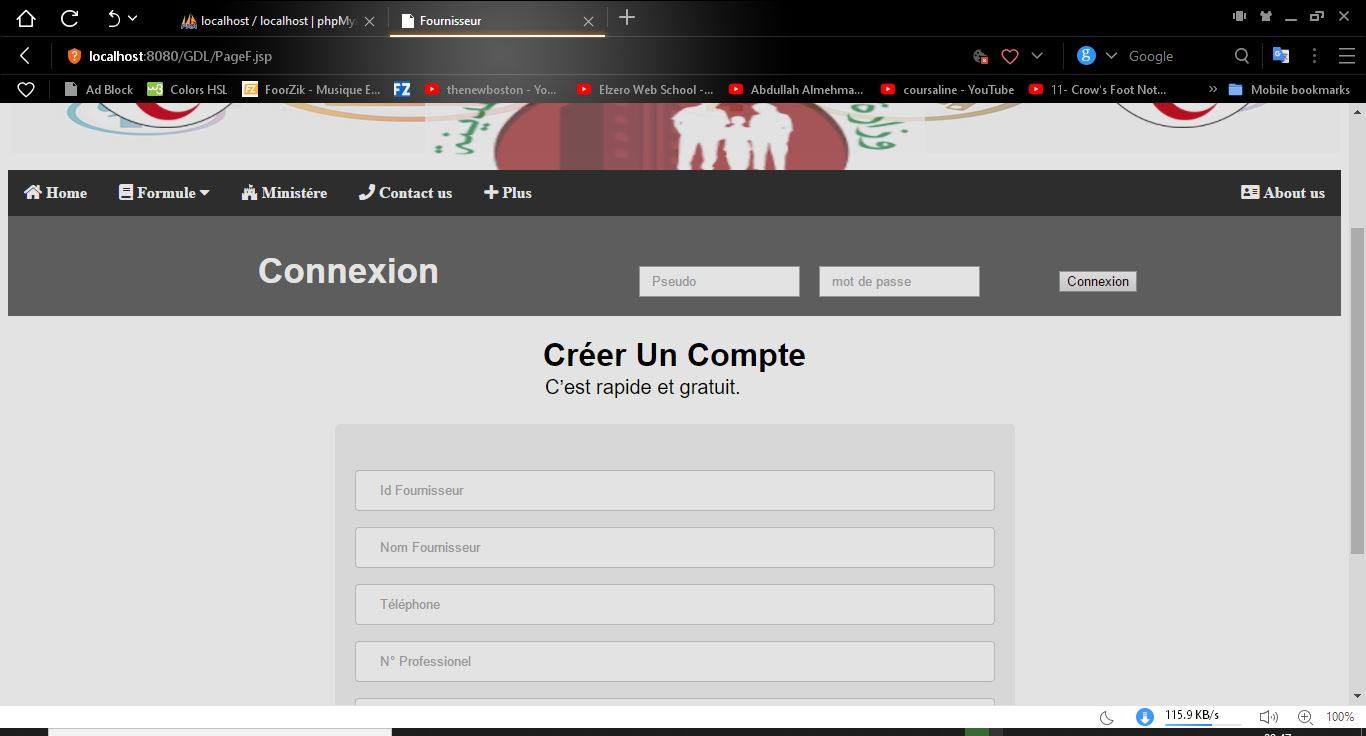 localhost / localhost | phpMy
Fournisseur
localhost:8080/GDL/PageF.jsp
Google
Ad Block
Colors HSL
FoorZik - Musique E...
FZ
thenewboston - Yo...
Elzero Web School -...
Abdullah Almehma...
coursaline - YouTube
11- Crow's Foot Not...
»
Mobile bookmarks
Home
Formule
Ministére
Contact us
Plus
About us
Connexion
Pseudo
mot de passe
Connexion
Créer Un Compte
C’est rapide et gratuit.
Id Fournisseur
Nom Fournisseur
Téléphone
N° Professionel
115.9 KB/s
100%